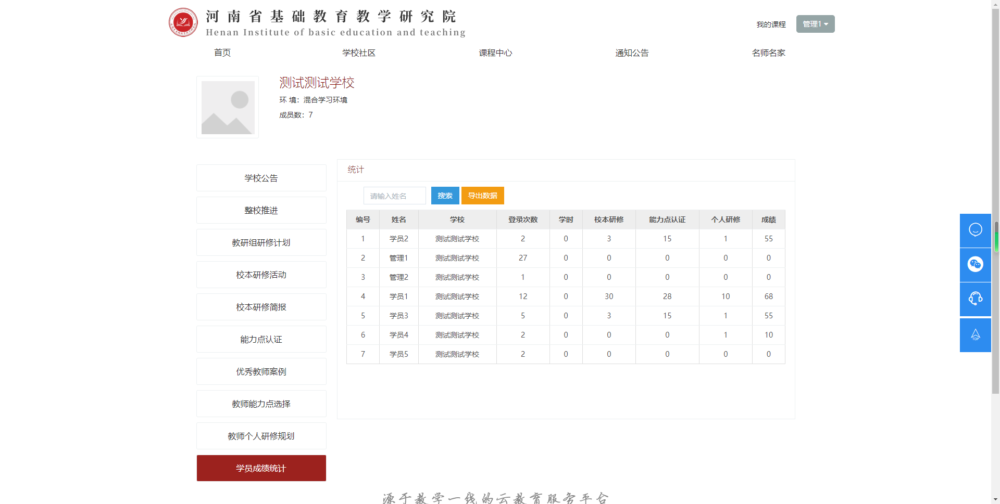 河南省基础教育教学研究院
Henan Institute of basic education and teaching
我的课程 管理1
首页 学校社区 课程中心 通知公告 名师名家
测试测试学校
环 境：混合学习环境
成员数：7
学校公告
整校推进
教研组研修计划
校本研修活动
校本研修简报
能力点认证
优秀教师案例
教师能力点选择
教师个人研修规划
学员成绩统计
统计
请输入姓名 搜索 导出数据
编号 姓名 学校 登录次数 学时 校本研修 能力点认证 个人研修 成绩
1 学员2 测试测试学校 2 0 3 15 1 55
2 管理1 测试测试学校 27 0 0 0 0 0
3 管理2 测试测试学校 1 0 0 0 0 0
4 学员1 测试测试学校 12 0 30 28 10 68
5 学员3 测试测试学校 5 0 3 15 1 55
6 学员4 测试测试学校 2 0 0 0 1 10
7 学员5 测试测试学校 2 0 0 0 0 0
TOP
源于教学一线的云教育服务平台